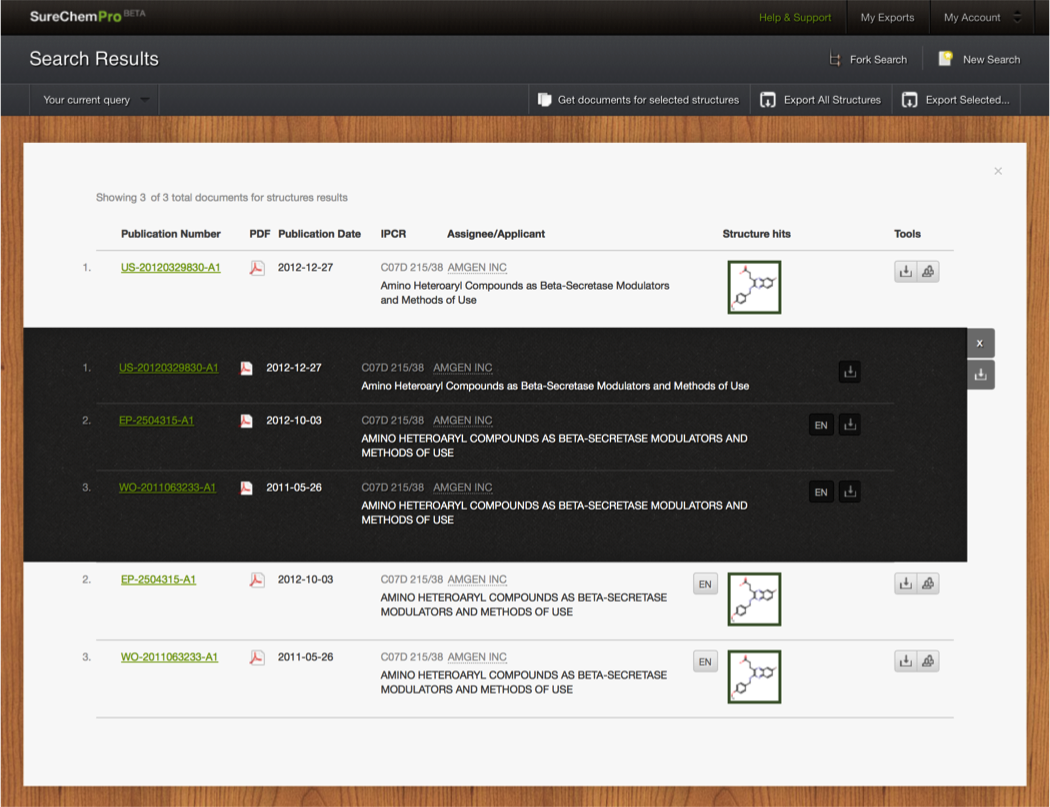 SureChemPro BETA
Help & Support
My Exports
My Account
Search Results
Fork Search
New Search
Your current query
Get documents for selected structures
Export All Structures
Export Selected...
×
Showing 3 of 3 total documents for structures results
Publication Number PDF Publication Date IPCR Assignee/Applicant Structure hits Tools
1. US-20120329830-A1 2012-12-27 C07D 215/38 AMGEN INC
Amino Heteroaryl Compounds as Beta-Secretase Modulators
and Methods of Use
x
1. US-20120329830-A1 2012-12-27 C07D 215/38 AMGEN INC
Amino Heteroaryl Compounds as Beta-Secretase Modulators and Methods of Use
2. EP-2504315-A1 2012-10-03 C07D 215/38 AMGEN INC EN
AMINO HETEROARYL COMPOUNDS AS BETA-SECRETASE MODULATORS AND
METHODS OF USE
3. WO-2011063233-A1 2011-05-26 C07D 215/38 AMGEN INC EN
AMINO HETEROARYL COMPOUNDS AS BETA-SECRETASE MODULATORS AND
METHODS OF USE
2. EP-2504315-A1 2012-10-03 C07D 215/38 AMGEN INC EN
AMINO HETEROARYL COMPOUNDS AS BETA-SECRETASE
MODULATORS AND METHODS OF USE
3. WO-2011063233-A1 2011-05-26 C07D 215/38 AMGEN INC EN
AMINO HETEROARYL COMPOUNDS AS BETA-SECRETASE
MODULATORS AND METHODS OF USE